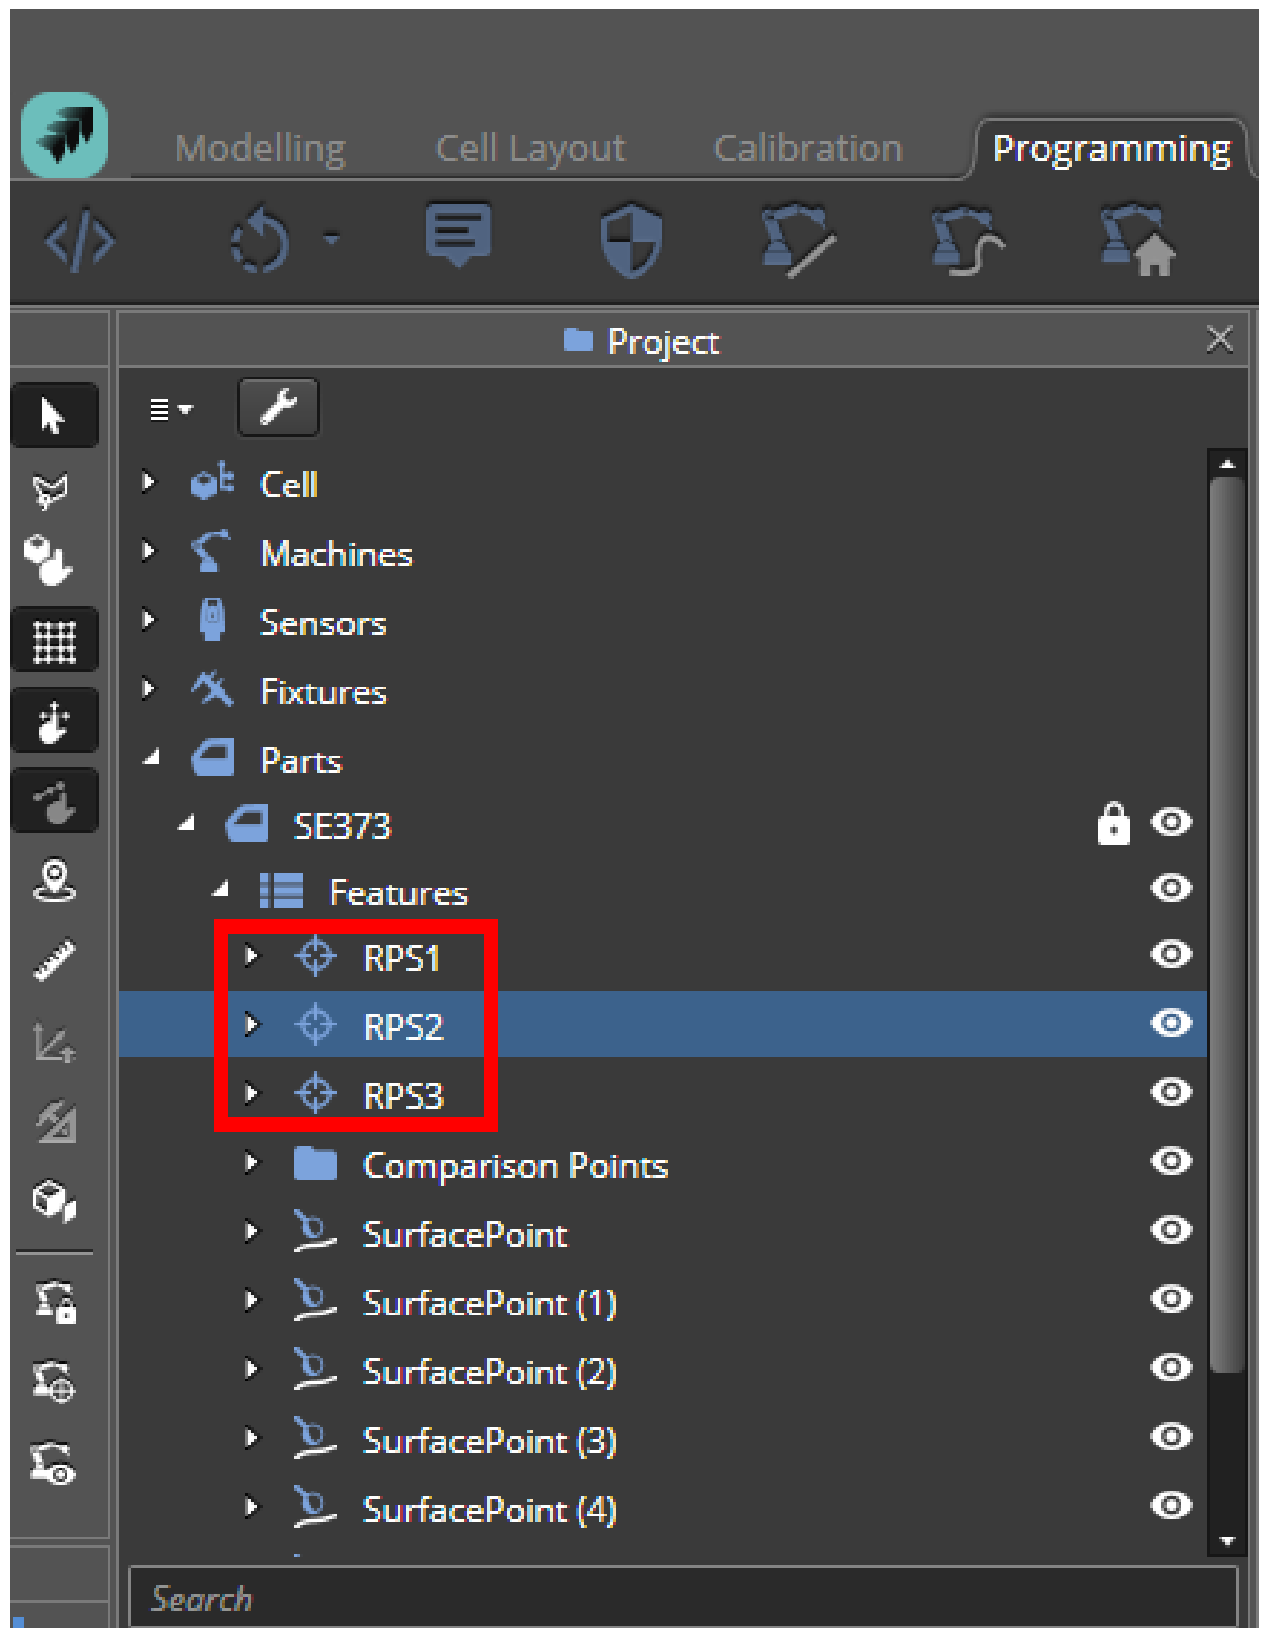 Modelling Cell Layout Calibration Programming
Project
Cell
Machines
Sensors
Fixtures
Parts
SE373
Features
RPS1
RPS2
RPS3
Comparison Points
SurfacePoint
SurfacePoint (1)
SurfacePoint (2)
SurfacePoint (3)
SurfacePoint (4)
Search